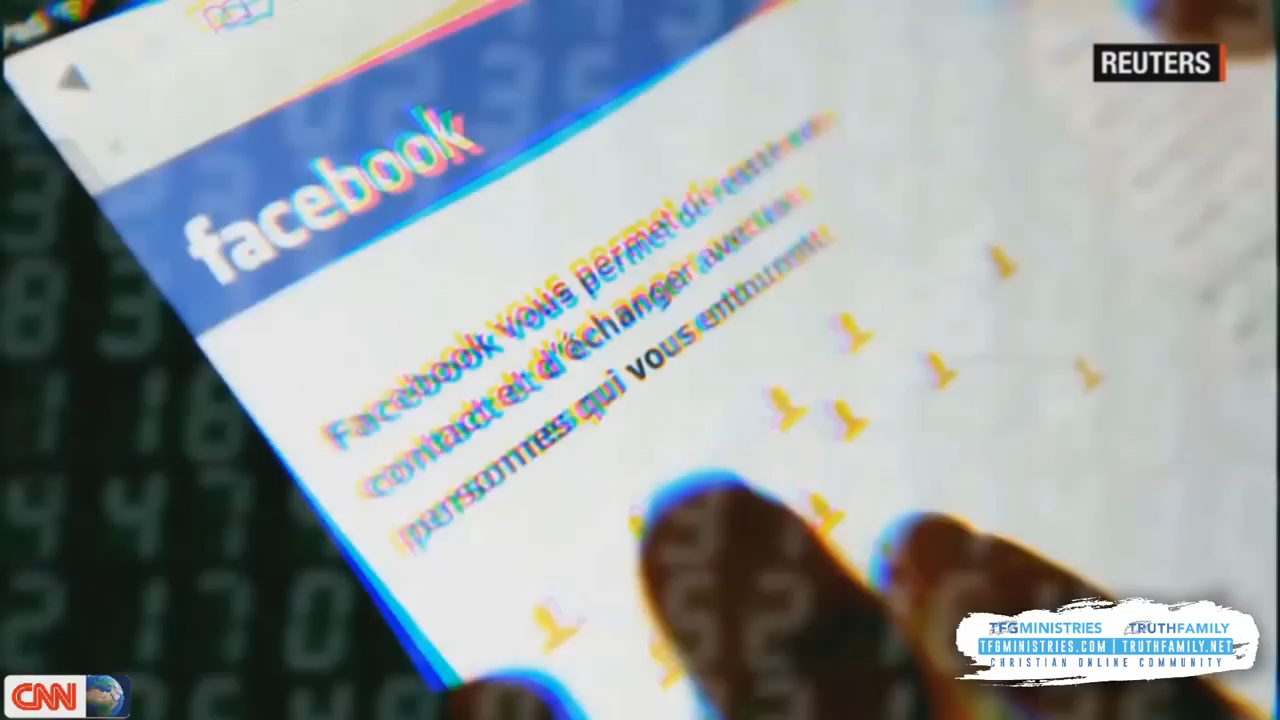 REUTERS
facebook
Facebook vous permet de rester en
contact et d'échanger avec les
personnes qui vous entourent.
TFGMINISTRIES TRUTHFAMILY
TFGMINISTRIES.COM | TRUTHFAMILY.NET
CHRISTIAN ONLINE COMMUNITY
CNN